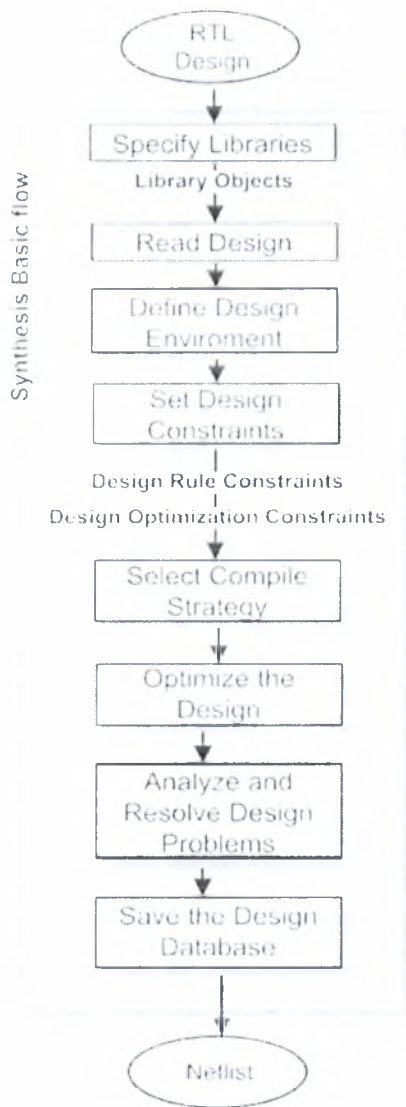 RTL
Design
Specify Libraries
Library Objects
Read Design
Define Design
Enviroment
Set Design
Constraints
Design Rule Constraints
Design Optimization Constraints
Select Compile
Strategy
Optimize the
Design
Analyze and
Resolve Design
Problems
Save the Design
Database
Netlist
Synthesis Basic flow